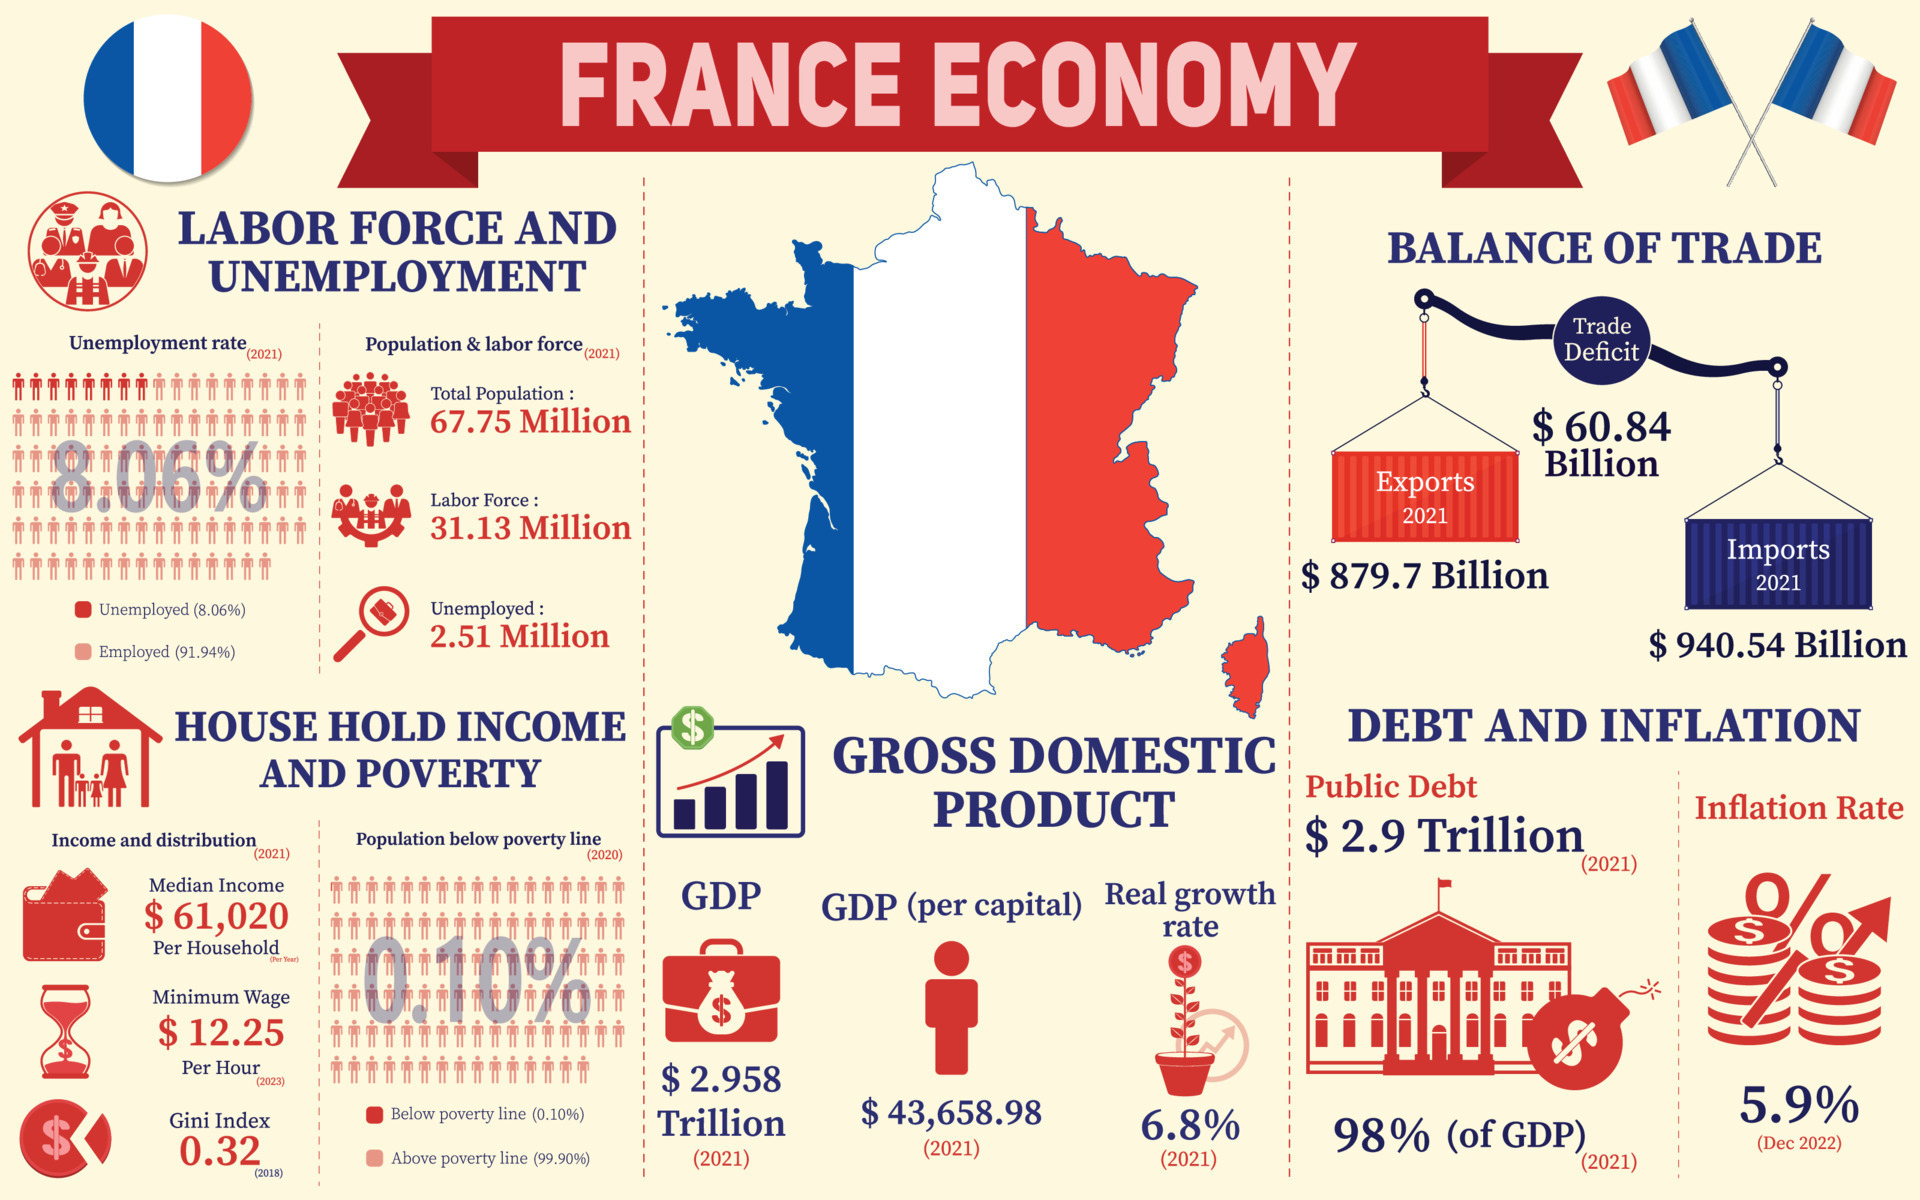 FRANCE ECONOMY
LABOR FORCE AND
UNEMPLOYMENT
Unemployment rate (2021)
8.06%
Unemployed (8.06%)
Employed (91.94%)
Population & labor force (2021)
Total Population :
67.75 Million
Labor Force :
31.13 Million
Unemployed :
2.51 Million
HOUSE HOLD INCOME
AND POVERTY
Income and distribution
(2021)
Median Income
$ 61,020
Per Household
(Per Year)
Minimum Wage
$ 12.25
Per Hour
(2023)
Gini Index
0.32
(2018)
Population below poverty line
(2020)
0.10%
Below poverty line (0.10%)
Above poverty line (99.90%)
$
GROSS DOMESTIC
PRODUCT
GDP
$
$ 2.958
Trillion
(2021)
GDP (per capital)
$ 43,658.98
(2021)
Real growth
rate
$
6.8%
(2021)
BALANCE OF TRADE
Trade
Deficit
$ 60.84
Billion
Exports
2021
$ 879.7 Billion
Imports
2021
$ 940.54 Billion
DEBT AND INFLATION
Public Debt
$ 2.9 Trillion
(2021)
$
98% (of GDP)
(2021)
Inflation Rate
%
$
$
5.9%
(Dec 2022)